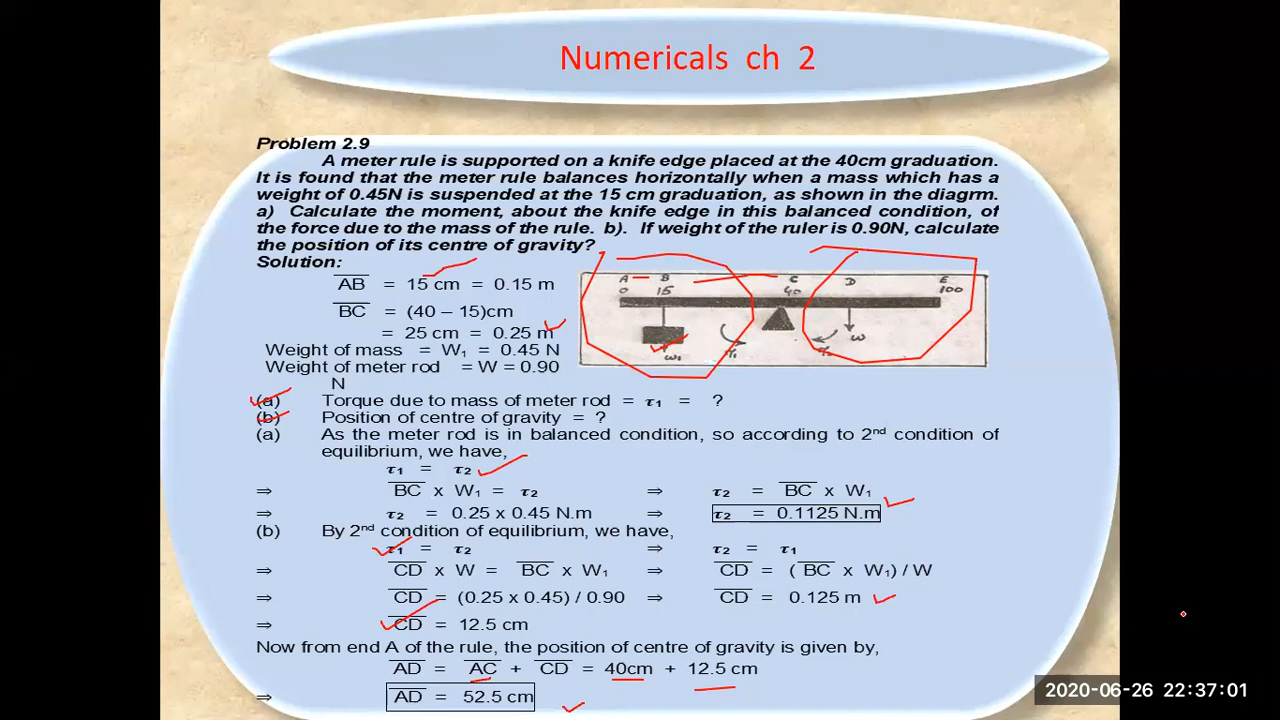 Numericals ch 2
Problem 2.9
A meter rule is supported on a knife edge placed at the 40cm graduation.
It is found that the meter rule balances horizontally when a mass which has a
weight of 0.45N is suspended at the 15 cm graduation, as shown in the diagrm.
a) Calculate the moment, about the knife edge in this balanced condition, of
the force due to the mass of the rule. b). If weight of the ruler is 0.90N, calculate
the position of its centre of gravity?
Solution:
AB = 15 cm = 0.15 m
BC = (40 – 15)cm
= 25 cm = 0.25 m
Weight of mass = W₁ = 0.45 N
Weight of meter rod = W = 0.90
N
A B C D E
0 15 40 100
W₁ τ₁ τ₂ W
(a) Torque due to mass of meter rod = τ₁ = ?
(b) Position of centre of gravity = ?
(a) As the meter rod is in balanced condition, so according to 2nd condition of
equilibrium, we have,
τ₁ = τ₂
⇒ BC x W₁ = τ₂ ⇒ τ₂ = BC x W₁
⇒ τ₂ = 0.25 x 0.45 N.m ⇒ τ₂ = 0.1125 N.m
(b) By 2nd condition of equilibrium, we have,
τ₁ = τ₂ ⇒ τ₂ = τ₁
⇒ CD x W = BC x W₁ ⇒ CD = ( BC x W₁) / W
⇒ CD = (0.25 x 0.45) / 0.90 ⇒ CD = 0.125 m
⇒ CD = 12.5 cm
Now from end A of the rule, the position of centre of gravity is given by,
AD = AC + CD = 40cm + 12.5 cm
⇒ AD = 52.5 cm
2020-06-26 22:37:01